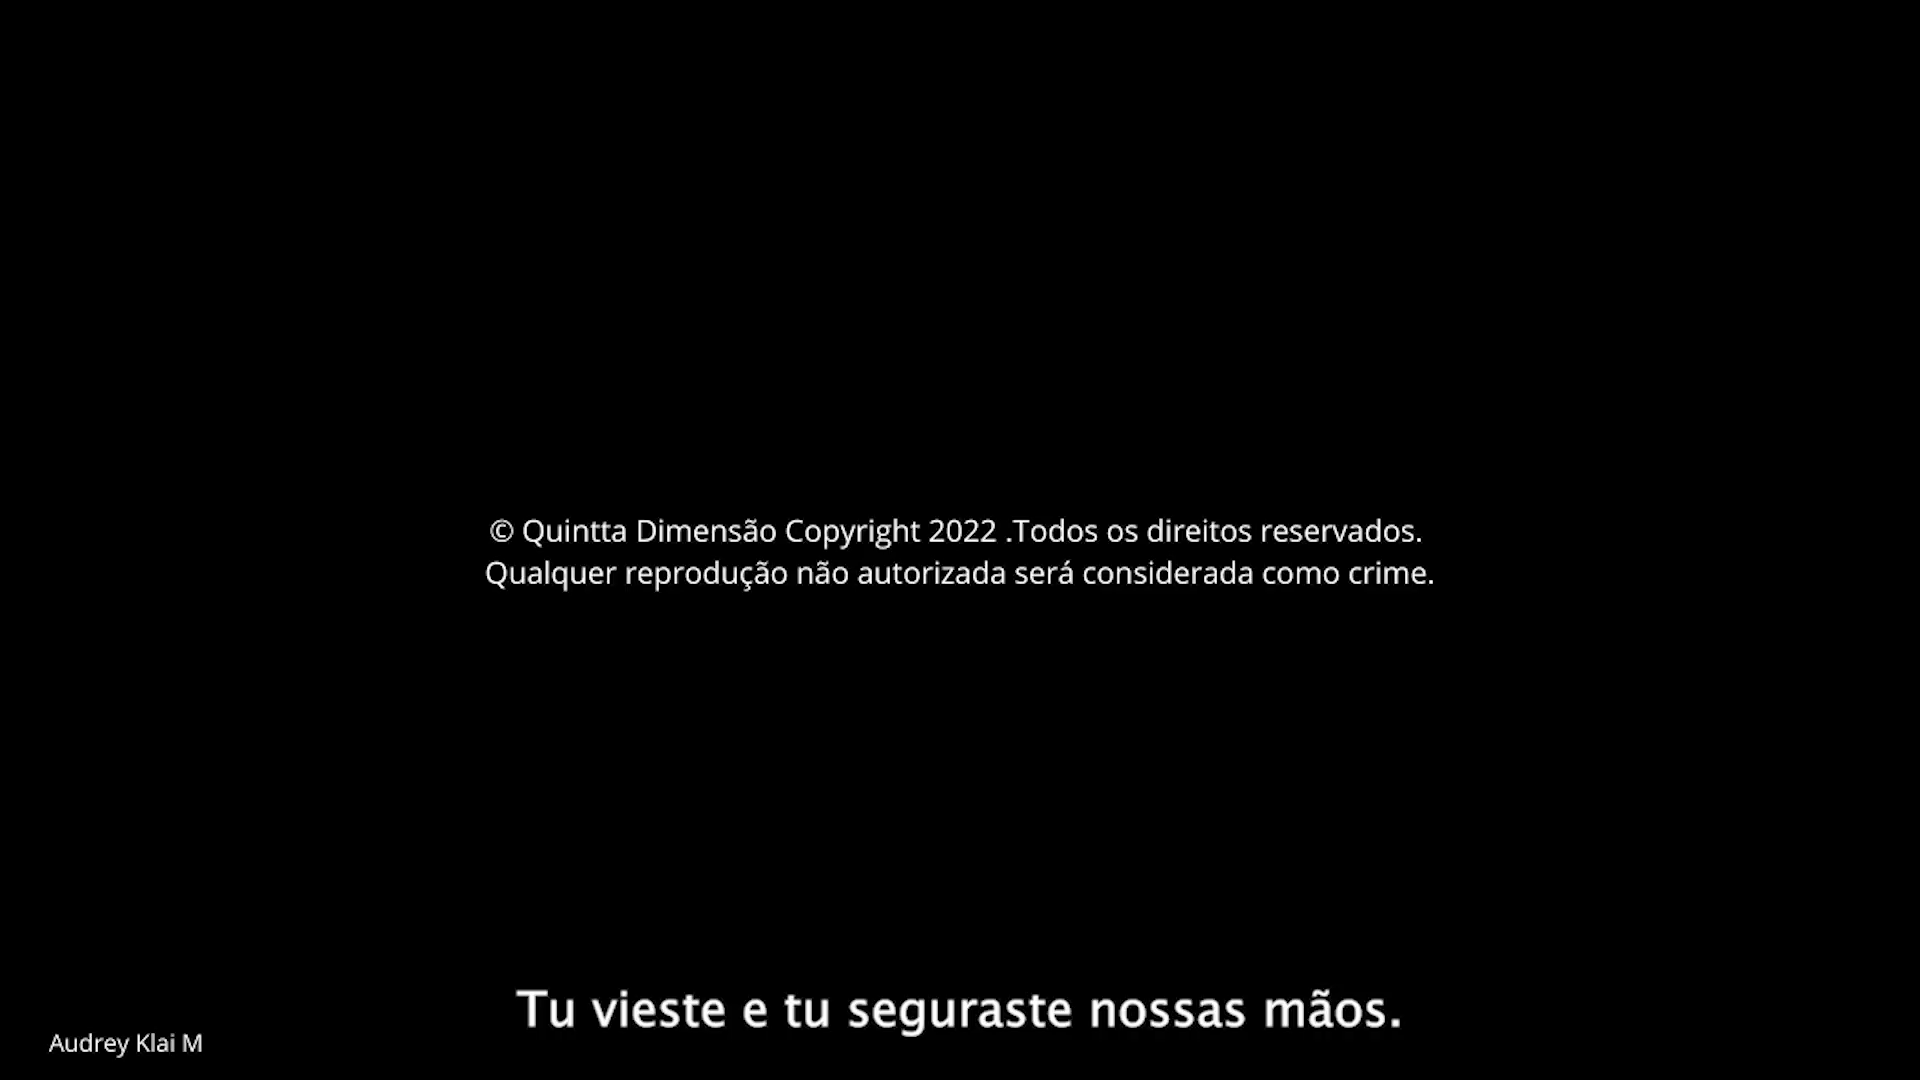 © Quintta Dimensão Copyright 2022 .Todos os direitos reservados.
Qualquer reprodução não autorizada será considerada como crime.
Tu vieste e tu seguraste nossas mãos.
Audrey Klai M